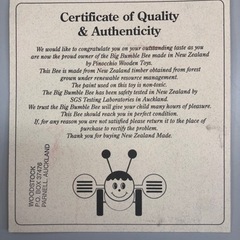 Certificate of Quality
& Authenticity
We would like to congratulate you on your outstanding taste as you
are now the proud owner of the Big Bumble Bee made in New Zealand
by Pinocchio Wooden Toys.
This Bee is made from New Zealand timber obtained from forest
grown under renewable resource management.
The paint used on this toy is non-toxic.
The Big Bumble Bee has been safety tested in New Zealand by
SGS Testing Laboratories in Auckland.
We trust the Big Bumble Bee will give your child many hours of pleasure.
This Bee should reach you in perfect condition.
If, for any reason you are not satisfied please return it to the place of
purchase to rectify the problem.
Thank you for buying New Zealand Made.
WOODSTOCK
P.O. BOX 37476
PARNELL, AUCKLAND